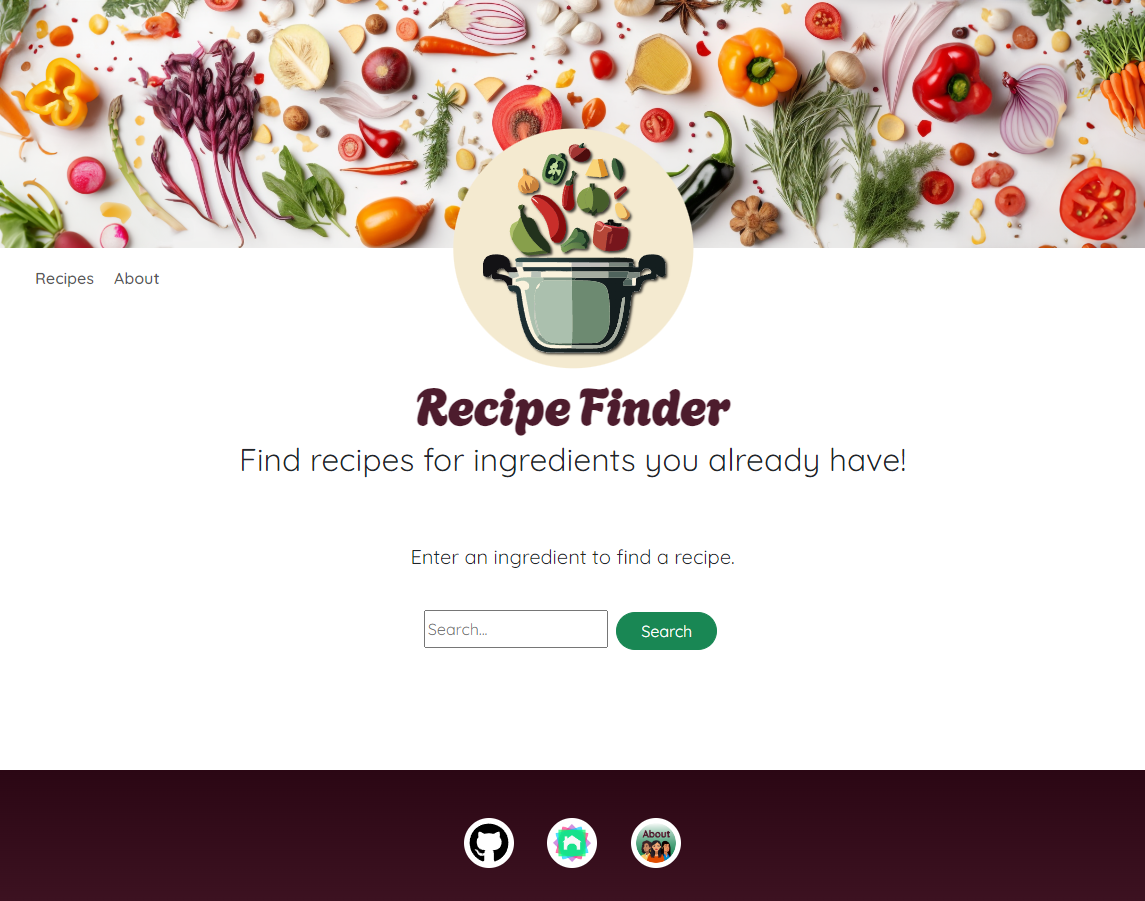 Recipes About
Recipe Finder
Find recipes for ingredients you already have!
Enter an ingredient to find a recipe.
Search...
Search
About